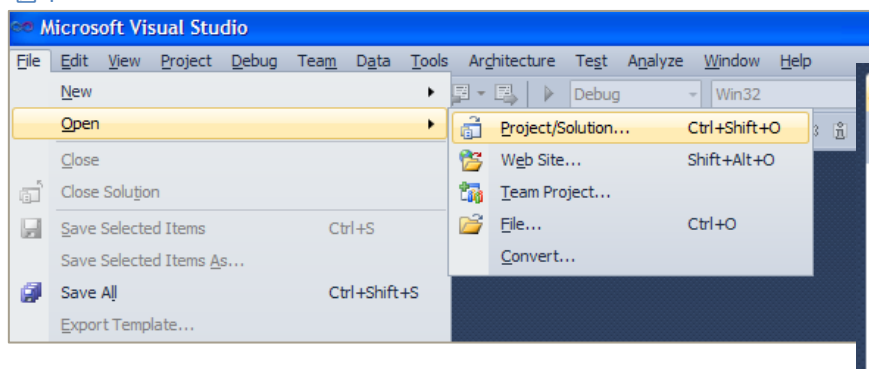 Microsoft Visual Studio
File Edit View Project Debug Team Data Tools Architecture Test Analyze Window Help
New
Debug Win32
Open
Project/Solution... Ctrl+Shift+O
Close
Web Site... Shift+Alt+O
Close Solution
Team Project...
Save Selected Items Ctrl+S
File... Ctrl+O
Save Selected Items As...
Convert...
Save All Ctrl+Shift+S
Export Template...